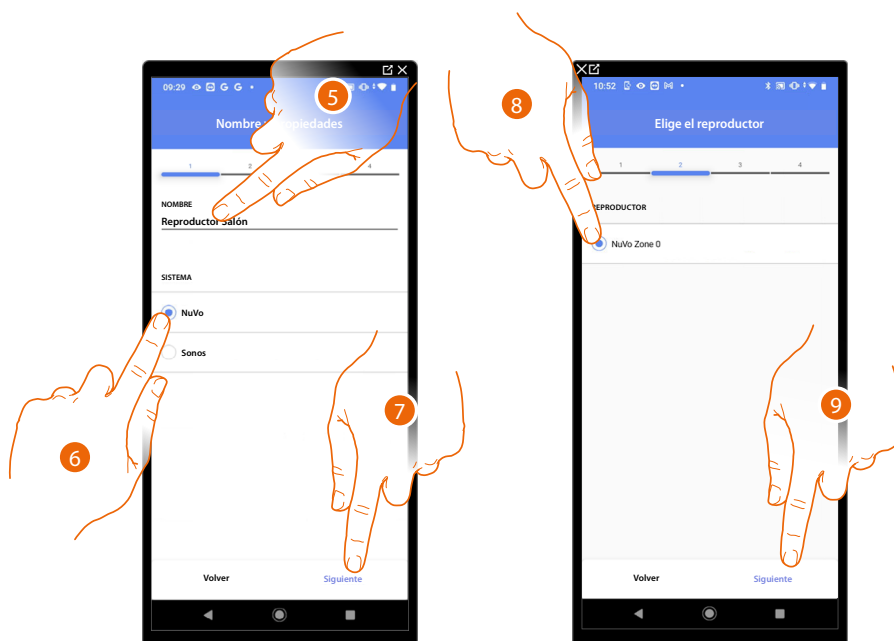 09:29 G G
5
Nombre
piedades
1 2 4
NOMBRE
Reproductor Salón
SISTEMA
NuVo
Sonos
6
7
Volver Siguiente
8
10:52
Elige el reproductor
1 2 3 4
REPRODUCTOR
NuVo Zone 0
9
Volver Siguiente